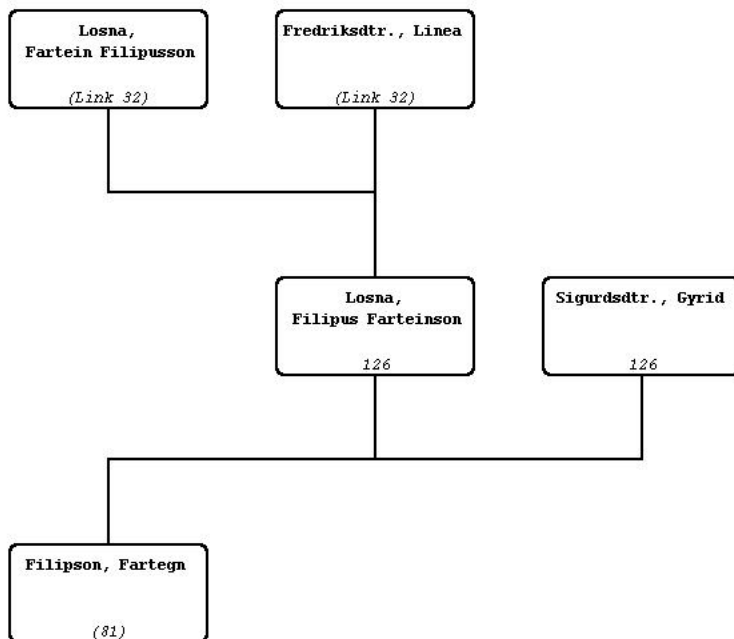 Losna,
Fartein Filipusson
(Link 32)
Fredriksdtr., Linea
(Link 32)
Losna,
Filipus Farteinson
126
Sigurdsdtr., Gyrid
126
Filipson, Fartegn
(81)